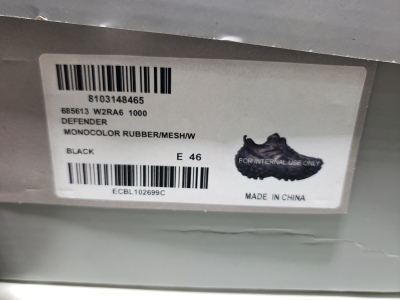 8103148465
685613 W2RA6 1000
DEFENDER
MONOCOLOR RUBBER/MESH/W
BLACK
E 46
ECBL102699C
FOR INTERNAL USE ONLY
MADE IN CHINA